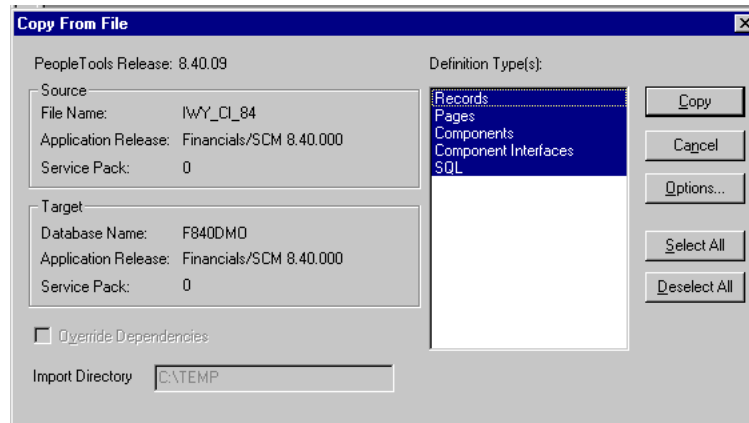 Copy From File
PeopleTools Release: 8.40.09
Source
File Name: IWY_CI_84
Application Release: Financials/SCM 8.40.000
Service Pack: 0
Target
Database Name: F840DMO
Application Release: Financials/SCM 8.40.000
Service Pack: 0
Override Dependencies
Import Directory C:\TEMP
Definition Type(s):
Records
Pages
Components
Component Interfaces
SQL
Copy
Cancel
Options...
Select All
Deselect All